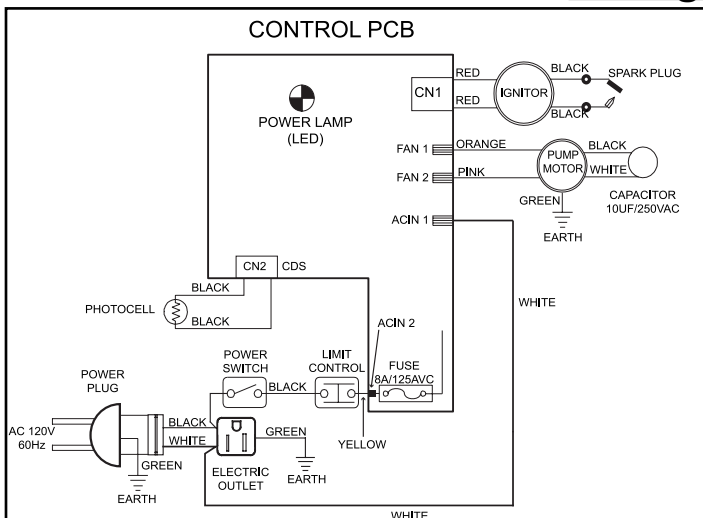 CONTROL PCB
POWER LAMP
(LED)
CN1
RED
RED
IGNITOR
BLACK
BLACK
SPARK PLUG
FAN 1
ORANGE
FAN 2
PINK
PUMP
MOTOR
BLACK
WHITE
CAPACITOR
10UF/250VAC
GREEN
EARTH
ACIN 1
WHITE
CN2
CDS
BLACK
PHOTOCELL
BLACK
ACIN 2
POWER
SWITCH
BLACK
LIMIT
CONTROL
FUSE
8A/125AVC
YELLOW
POWER
PLUG
AC 120V
60Hz
BLACK
WHITE
GREEN
EARTH
ELECTRIC
OUTLET
GREEN
EARTH
WHITE